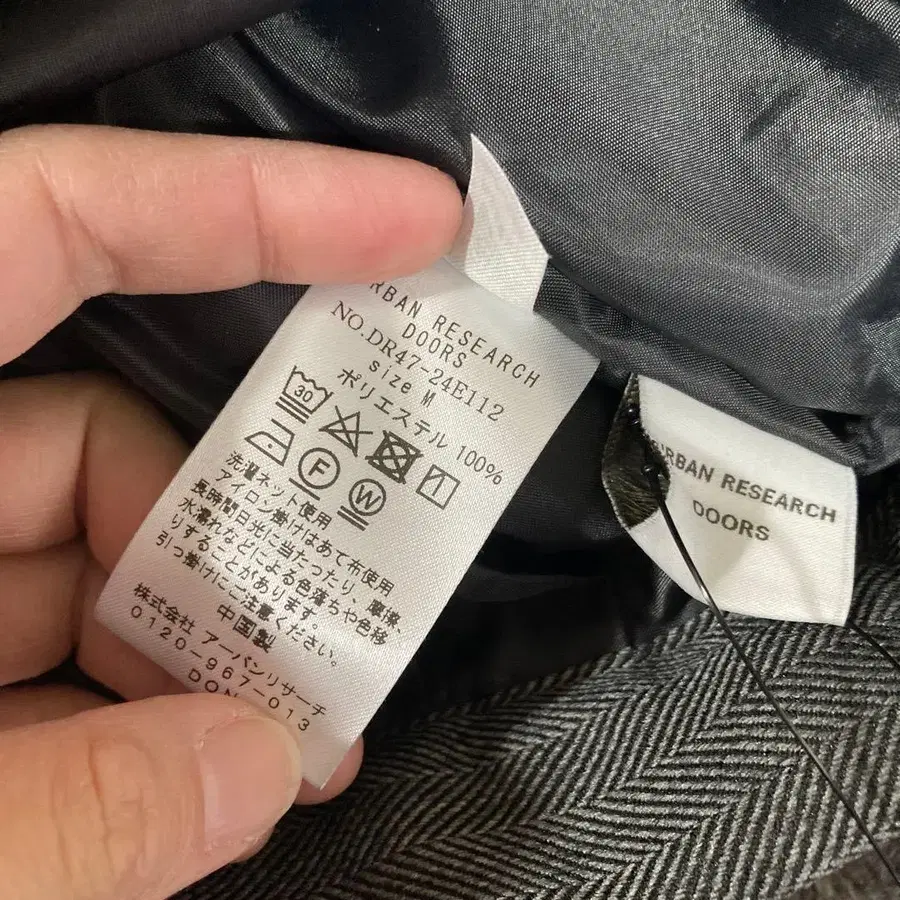 RBAN RESEARCH
DOORS
NO.DR47-24E112
size M
ポリエステル 100%
30
F
W
洗濯ネット使用
アイロン掛けはあて布使用
長時間日光に当たったり、摩擦、
水濡れなどによる色落ちや色移
りすることがあります。
引っ掛けにご注意ください。
中国製
株式会社 アーバンリサーチ
0120-967-013
DON
URBAN RESEARCH
DOORS